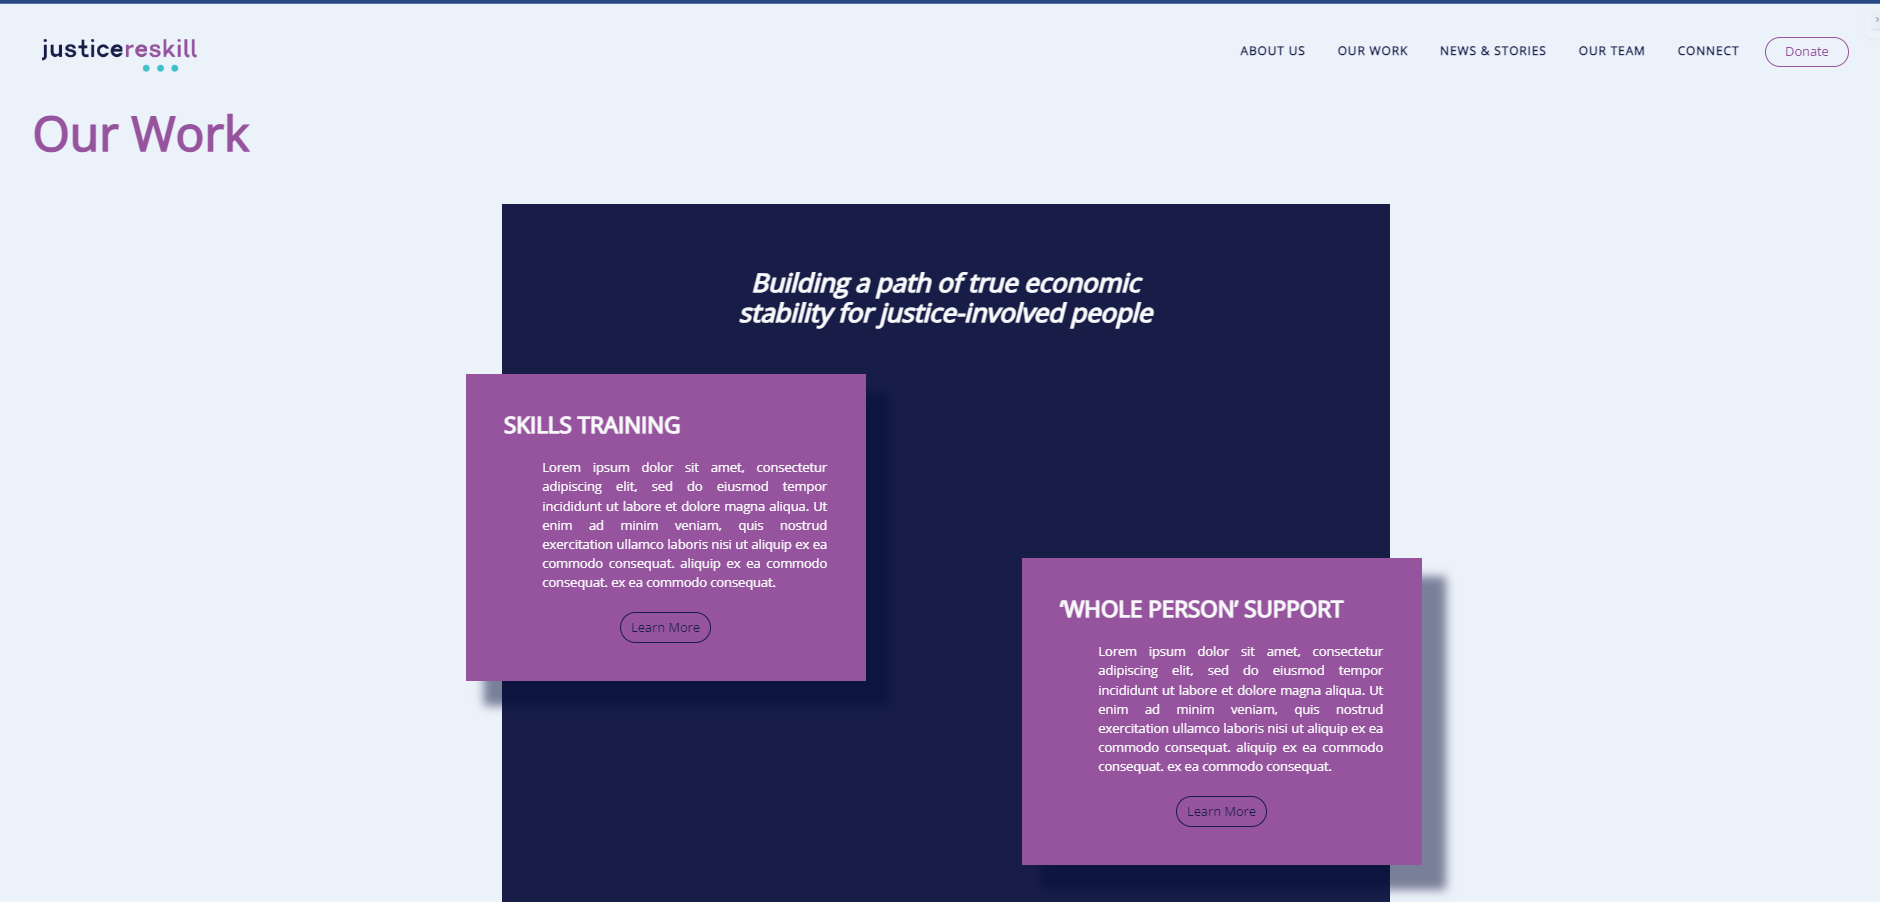 justicereskill
ABOUT US
OUR WORK
NEWS & STORIES
OUR TEAM
CONNECT
Donate
Our Work
Building a path of true economic
stability for justice-involved people
SKILLS TRAINING
Lorem ipsum dolor sit amet, consectetur
adipiscing elit, sed do eiusmod tempor
incididunt ut labore et dolore magna aliqua. Ut
enim ad minim veniam, quis nostrud
exercitation ullamco laboris nisi ut aliquip ex ea
commodo consequat. aliquip ex ea commodo
consequat. ex ea commodo consequat.
Learn More
‘WHOLE PERSON’ SUPPORT
Lorem ipsum dolor sit amet, consectetur
adipiscing elit, sed do eiusmod tempor
incididunt ut labore et dolore magna aliqua. Ut
enim ad minim veniam, quis nostrud
exercitation ullamco laboris nisi ut aliquip ex ea
commodo consequat. aliquip ex ea commodo
consequat. ex ea commodo consequat.
Learn More